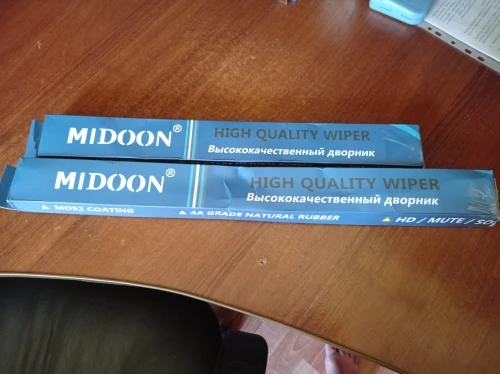 MIDOON®
HIGH QUALITY WIPER
Высококачественный дворник
MIDOON®
HIGH QUALITY WIPER
Высококачественный дворник
MOS2 COATING
4A GRADE NATURAL RUBBER
HD / MUTE /